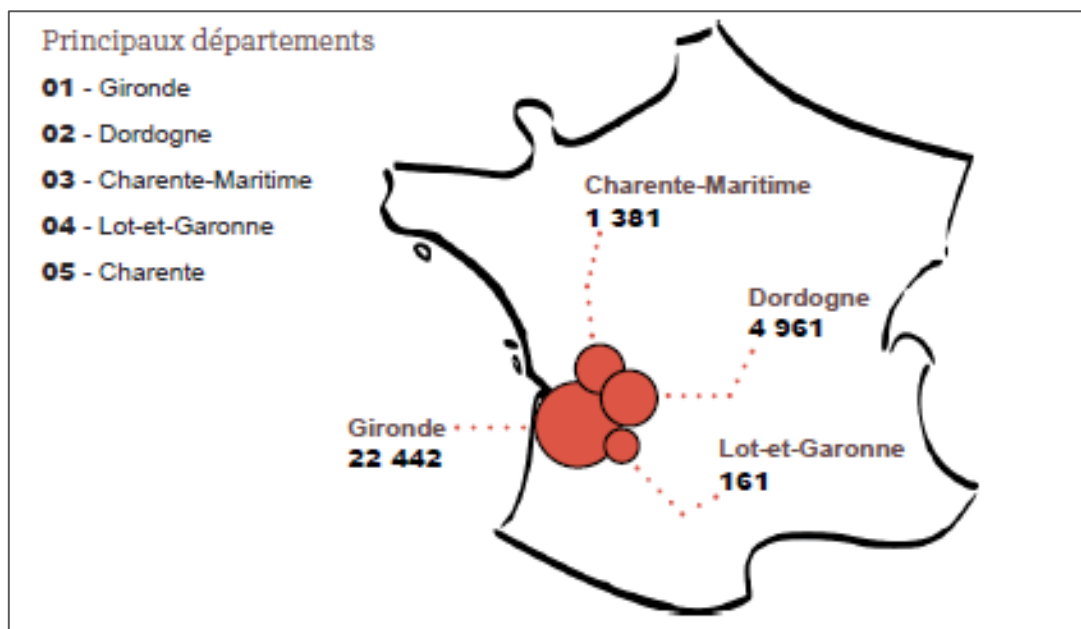 Principaux départements
01 - Gironde
02 - Dordogne
03 - Charente-Maritime
04 - Lot-et-Garonne
05 - Charente
Charente-Maritime
1 381
Dordogne
4 961
Gironde
22 442
Lot-et-Garonne
161